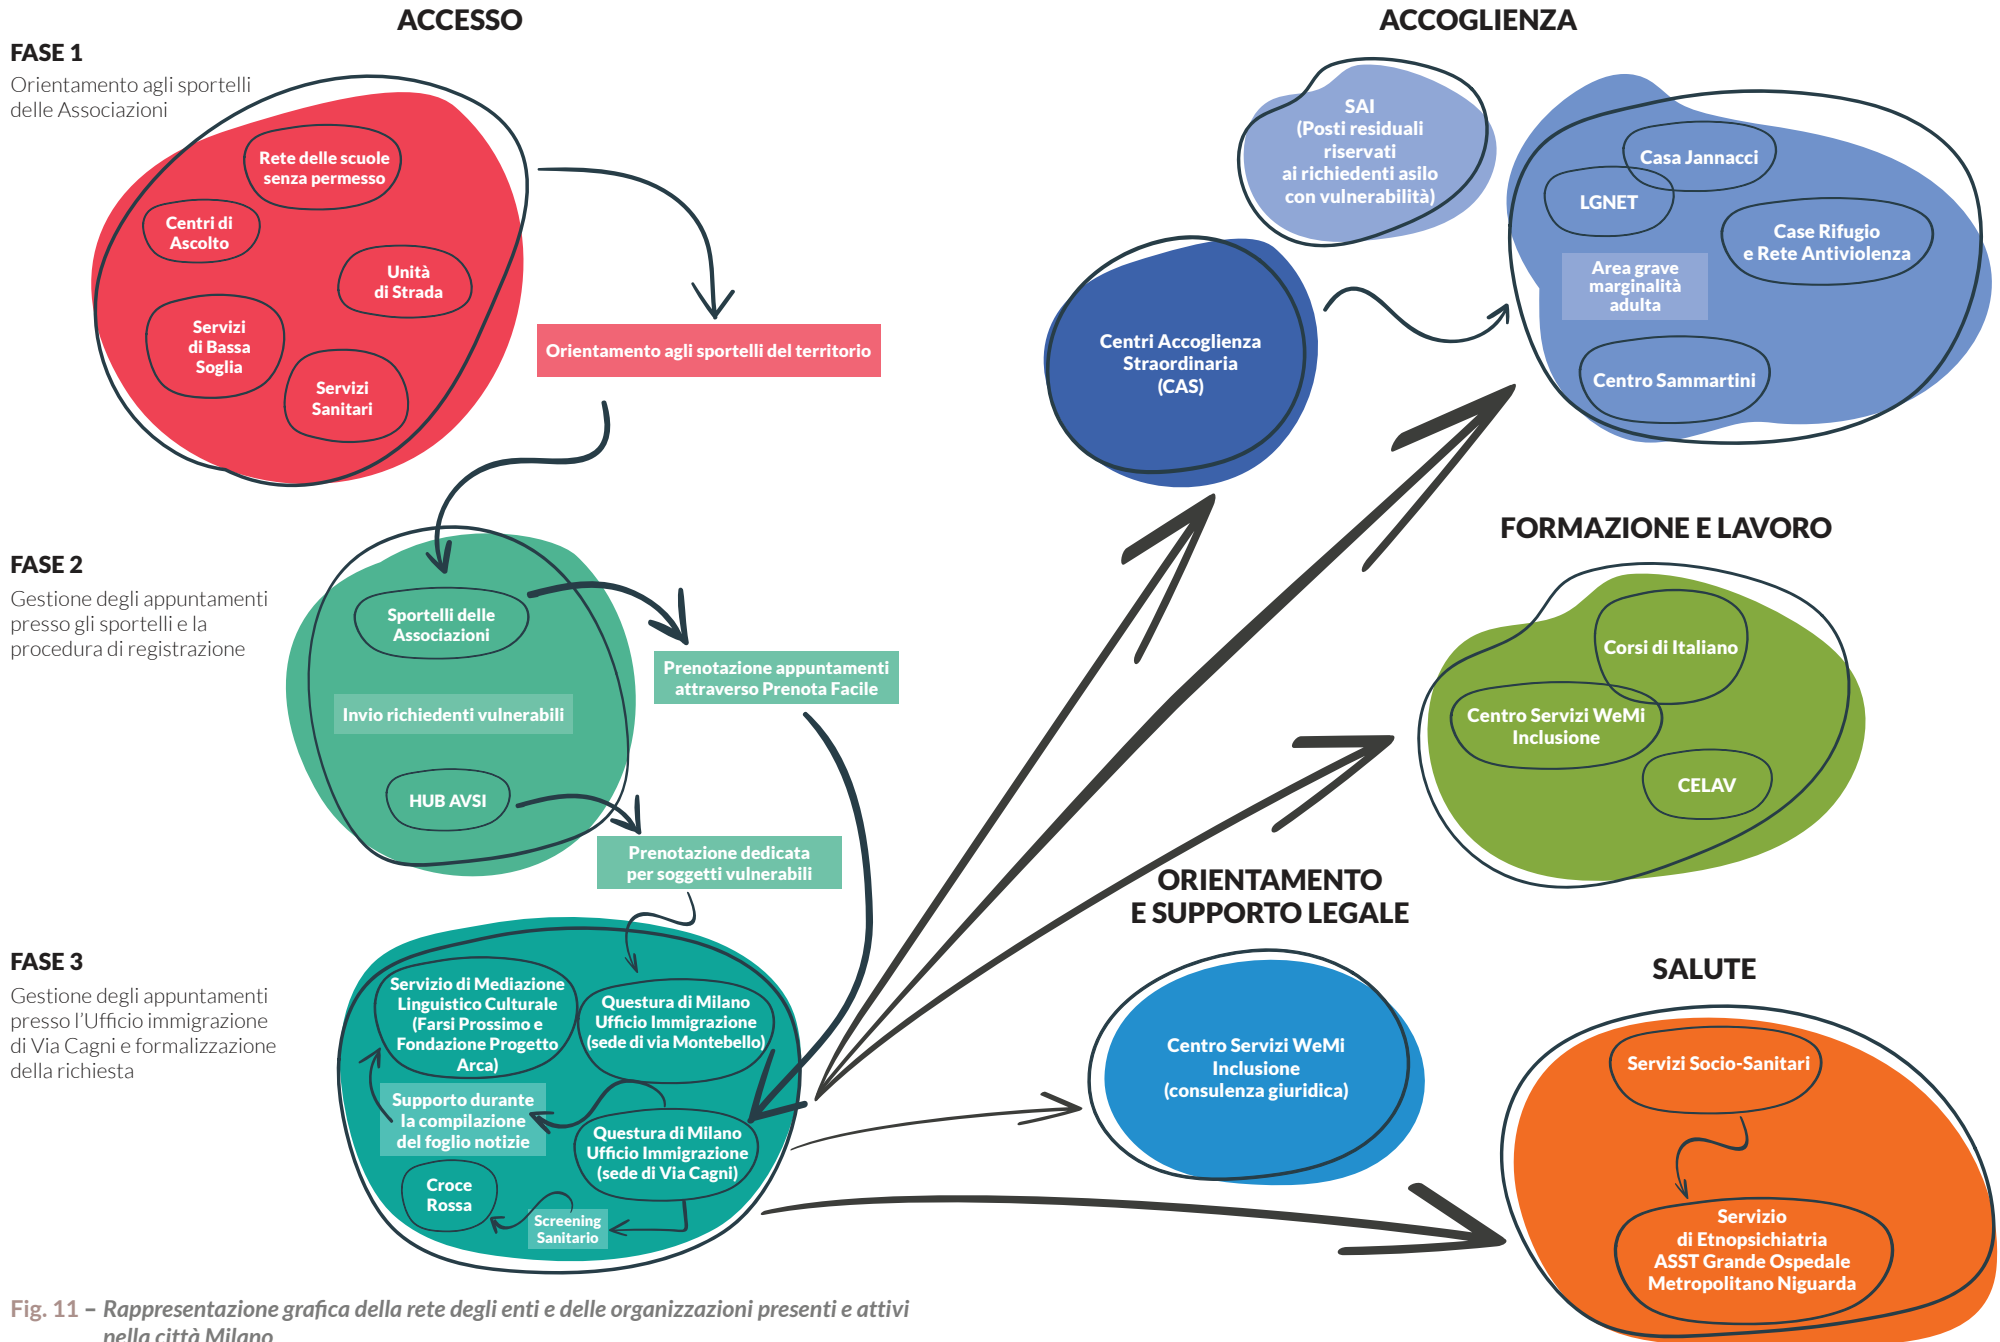 ACCESSO
FASE 1
Orientamento agli sportelli
delle Associazioni
Rete delle scuole
senza permesso
Centri di
Ascolto
Unità
di Strada
Servizi
di Bassa
Soglia
Servizi
Sanitari
Orientamento agli sportelli del territorio
FASE 2
Gestione degli appuntamenti
presso gli sportelli e la
procedura di registrazione
Sportelli delle
Associazioni
Invio richiedenti vulnerabili
HUB AVSI
Prenotazione appuntamenti
attraverso Prenota Facile
Prenotazione dedicata
per soggetti vulnerabili
FASE 3
Gestione degli appuntamenti
presso l'Ufficio immigrazione
di Via Cagni e formalizzazione
della richiesta
Servizio di Mediazione
Linguistico Culturale
(Farsi Prossimo e
Fondazione Progetto
Arca)
Questura di Milano
Ufficio Immigrazione
(sede di via Montebello)
Supporto durante
la compilazione
del foglio notizie
Questura di Milano
Ufficio Immigrazione
(sede di Via Cagni)
Croce
Rossa
Screening
Sanitario
ACCOGLIENZA
SAI
(Posti residuali
riservati
ai richiedenti asilo
con vulnerabilità)
Casa Jannacci
LGNET
Case Rifugio
e Rete Antiviolenza
Area grave
marginalità
adulta
Centro Sammartini
Centri Accoglienza
Straordinaria
(CAS)
FORMAZIONE E LAVORO
Corsi di Italiano
Centro Servizi WeMi
Inclusione
CELAV
ORIENTAMENTO
E SUPPORTO LEGALE
Centro Servizi WeMi
Inclusione
(consulenza giuridica)
SALUTE
Servizi Socio-Sanitari
Servizio
di Etnopsichiatria
ASST Grande Ospedale
Metropolitano Niguarda
Fig. 11 – Rappresentazione grafica della rete degli enti e delle organizzazioni presenti e attivi
nella città Milano